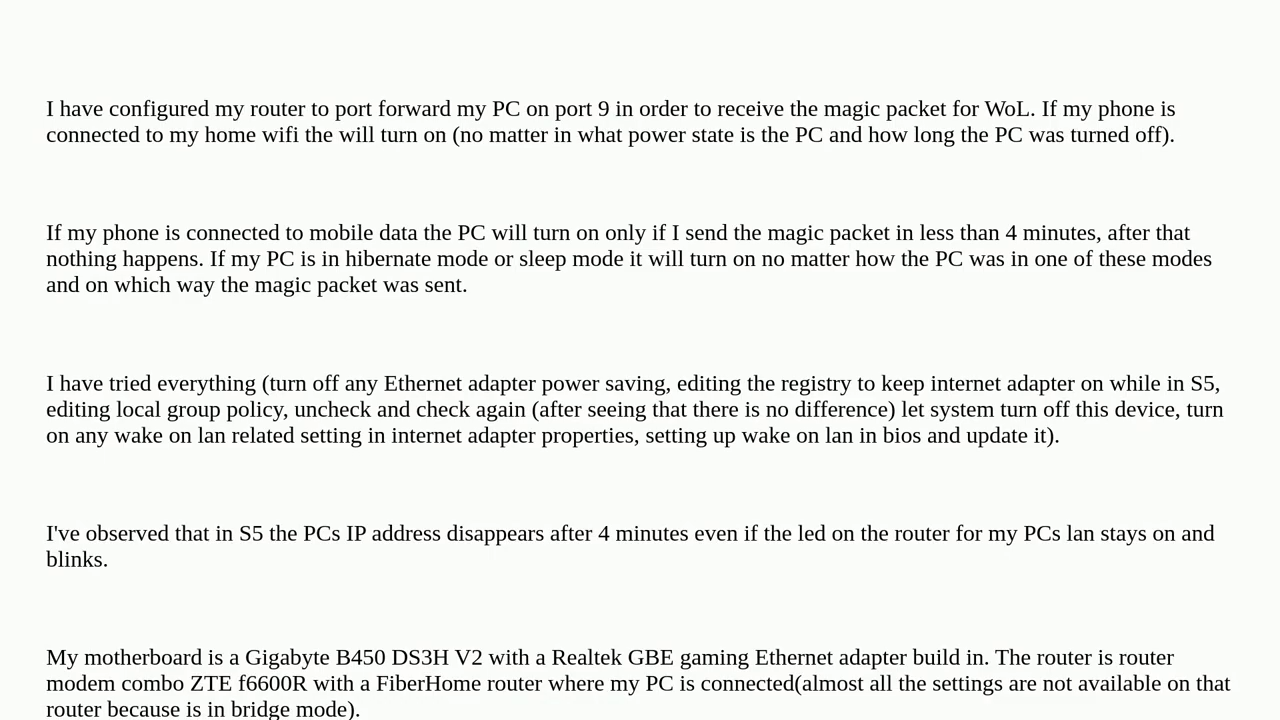 I have configured my router to port forward my PC on port 9 in order to receive the magic packet for WoL. If my phone is
connected to my home wifi the will turn on (no matter in what power state is the PC and how long the PC was turned off).
If my phone is connected to mobile data the PC will turn on only if I send the magic packet in less than 4 minutes, after that
nothing happens. If my PC is in hibernate mode or sleep mode it will turn on no matter how the PC was in one of these modes
and on which way the magic packet was sent.
I have tried everything (turn off any Ethernet adapter power saving, editing the registry to keep internet adapter on while in S5,
editing local group policy, uncheck and check again (after seeing that there is no difference) let system turn off this device, turn
on any wake on lan related setting in internet adapter properties, setting up wake on lan in bios and update it).
I've observed that in S5 the PCs IP address disappears after 4 minutes even if the led on the router for my PCs lan stays on and
blinks.
My motherboard is a Gigabyte B450 DS3H V2 with a Realtek GBE gaming Ethernet adapter build in. The router is router
modem combo ZTE f6600R with a FiberHome router where my PC is connected(almost all the settings are not available on that
router because is in bridge mode).